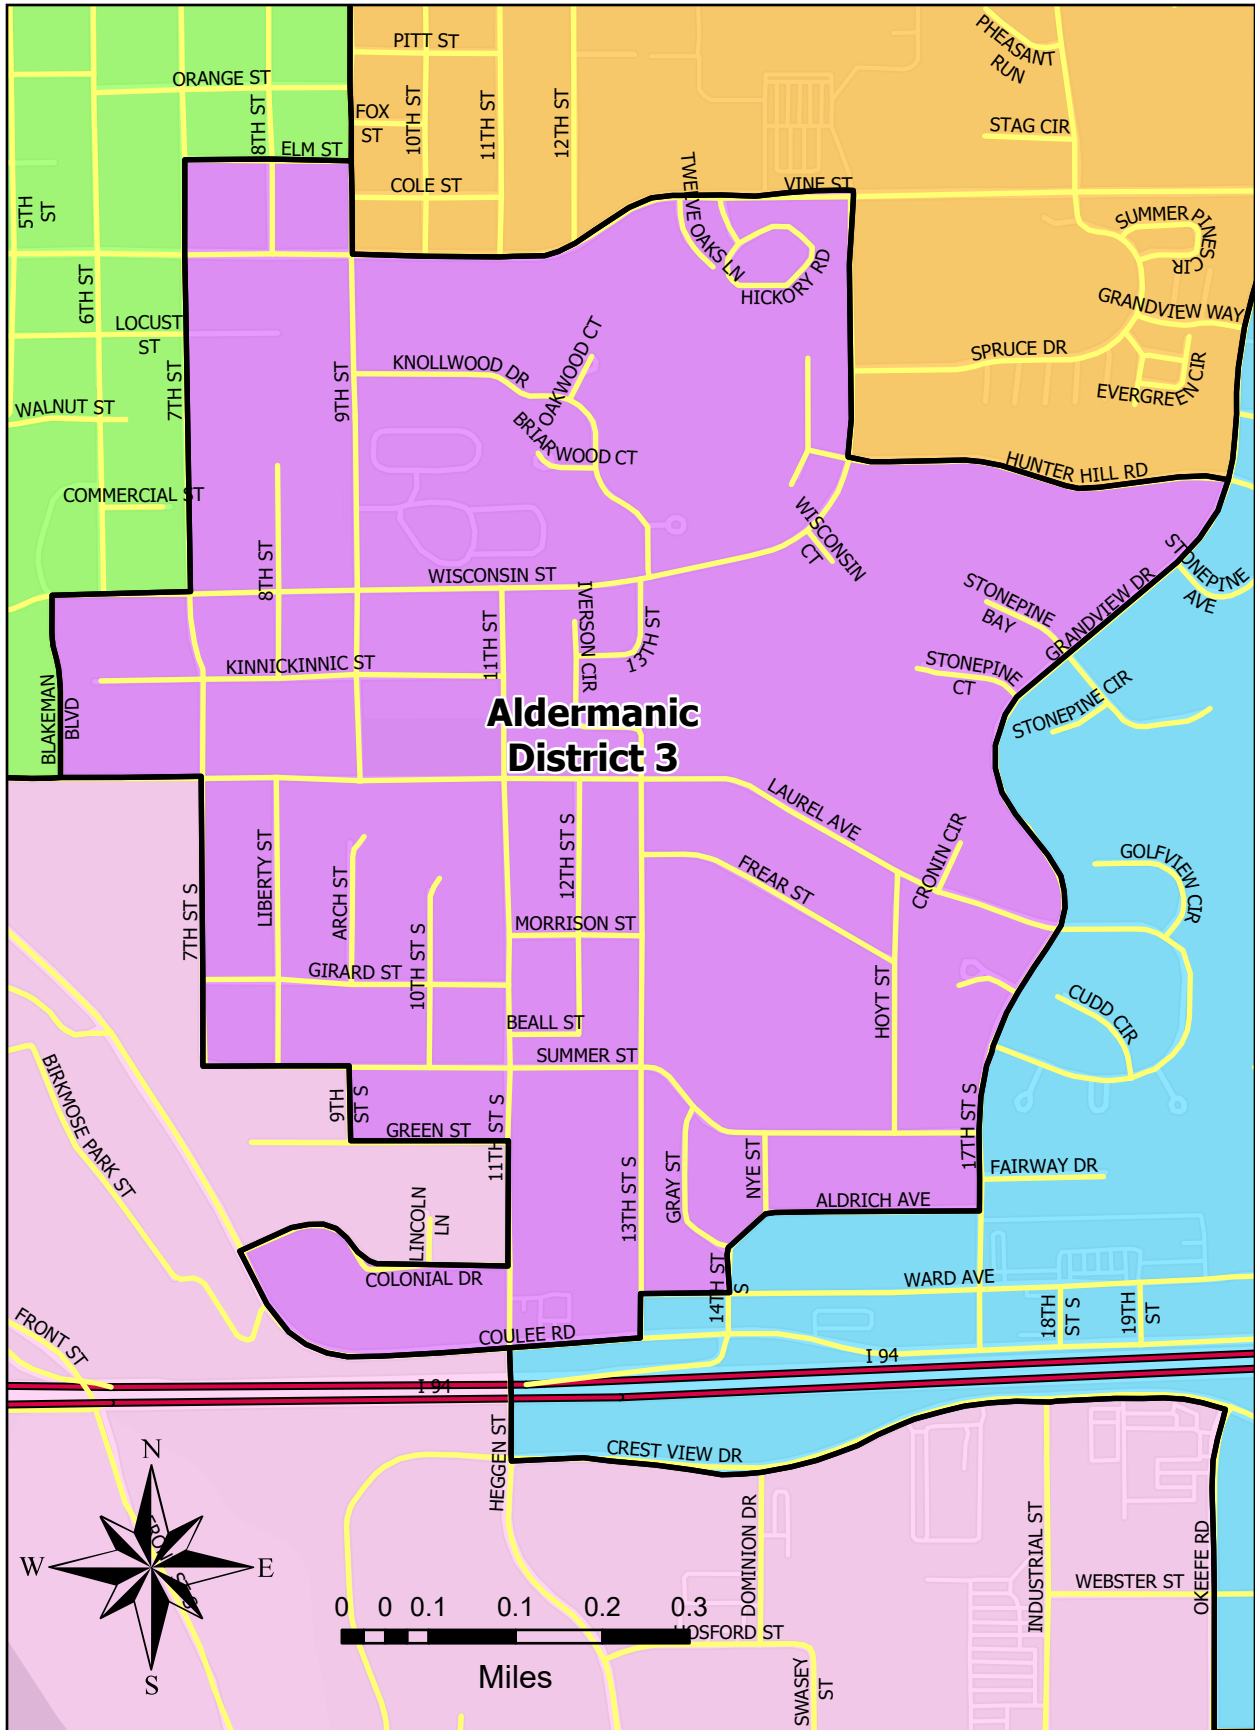 PITT ST
PHEASANT
RUN
ORANGE ST
8TH ST
FOX
ST
10TH ST
11TH ST
12TH ST
STAG CIR
ELM ST
COLE ST
TWELVE OAKS LN
VINE ST
5TH
ST
SUMMER PINES
CIR
6TH ST
HICKORY RD
GRANDVIEW WAY
LOCUST
ST
7TH ST
9TH ST
KNOLLWOOD DR
OAKWOOD CT
SPRUCE DR
EVERGREEN CIR
WALNUT ST
BRIARWOOD CT
HUNTER HILL RD
COMMERCIAL ST
WISCONSIN
CT
8TH ST
WISCONSIN ST
STONEPINE
AVE
STONEPINE
BAY
GRANDVIEW DR
IVERSON CIR
13TH ST
11TH ST
KINNICKINNIC ST
STONEPINE
CT
STONEPINE CIR
BLAKEMAN
BLVD
Aldermanic
District 3
LAUREL AVE
LIBERTY ST
ARCH ST
12TH ST S
FREAR ST
CRONIN CIR
GOLFVIEW CIR
7TH ST S
MORRISON ST
GIRARD ST
10TH ST S
HOYT ST
CUDD CIR
BEALL ST
SUMMER ST
BIRKMOSE PARK ST
9TH
ST S
GREEN ST
11TH ST S
17TH ST S
FAIRWAY DR
13TH ST S
GRAY ST
NYE ST
ALDRICH AVE
LINCOLN
LN
COLONIAL DR
14TH ST
S
WARD AVE
18TH
ST S
19TH
ST
FRONT ST
COULEE RD
I 94
I 94
HEGGEN ST
CREST VIEW DR
N
W
E
S
FRONT ST S
DOMINION DR
INDUSTRIAL ST
OKEEFE RD
WEBSTER ST
0 0 0.1 0.1 0.2 0.3
Miles
HOSFORD ST
SWASEY
ST